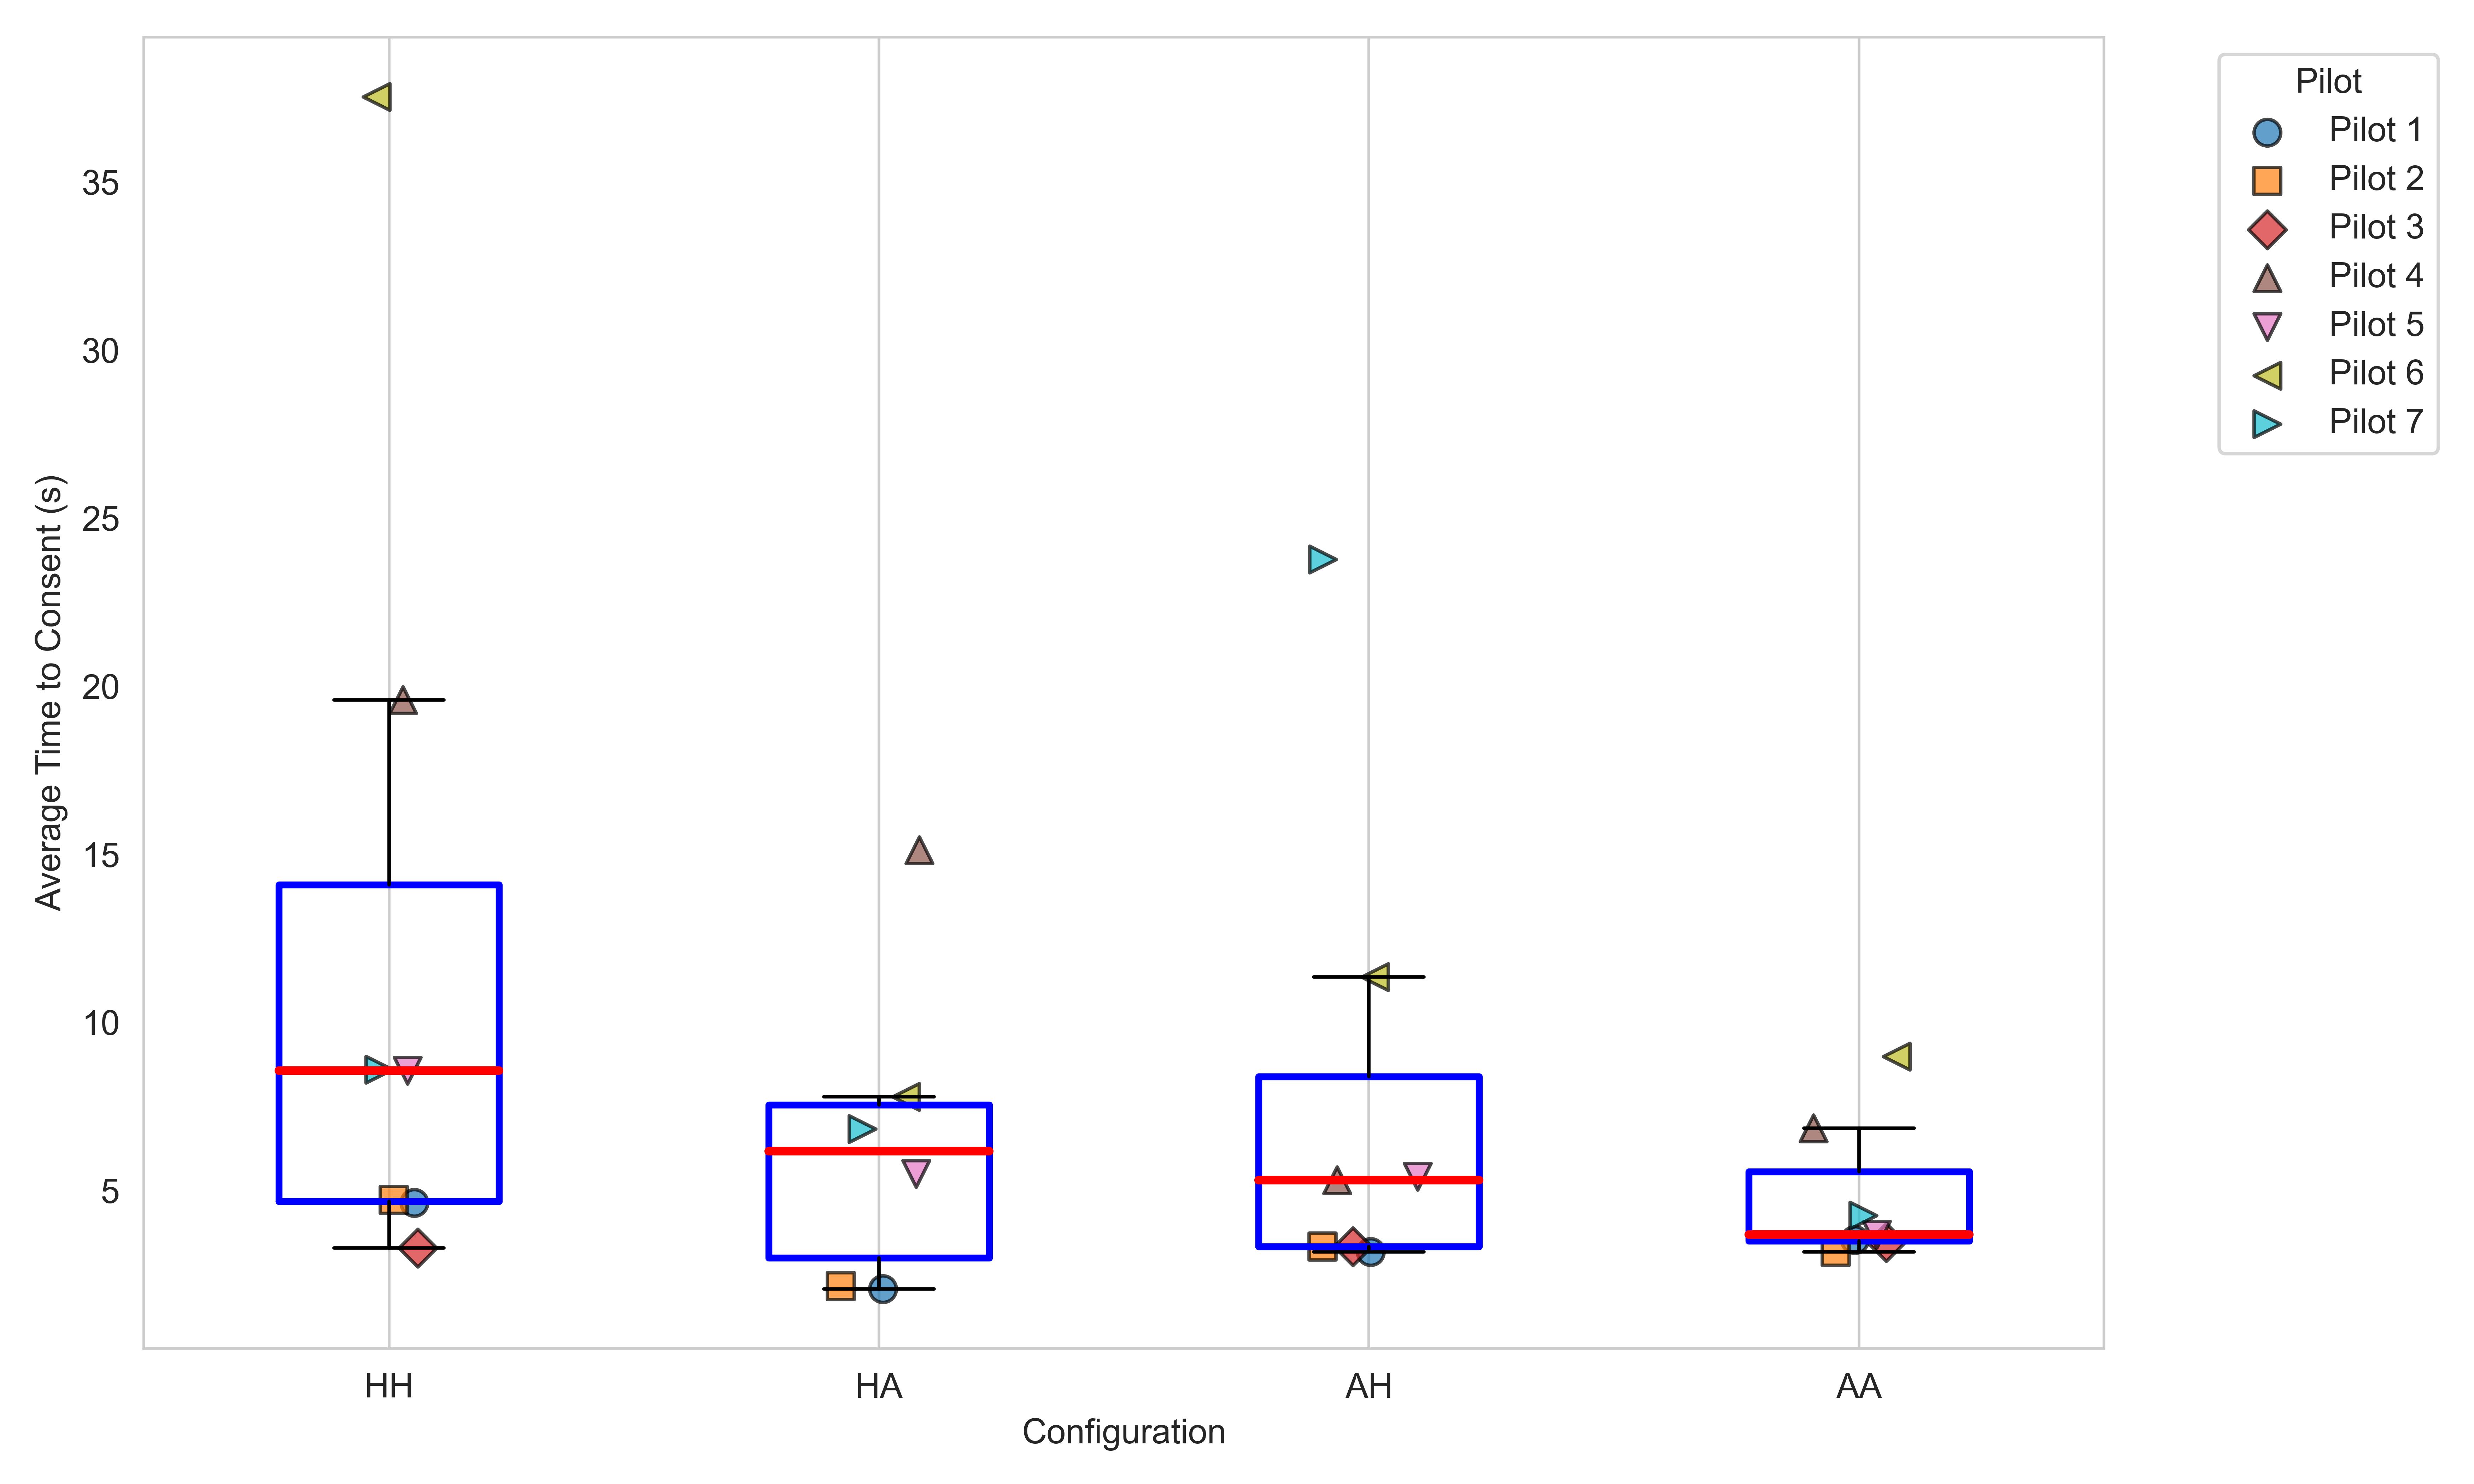 Pilot
Pilot 1
Pilot 2
Pilot 3
Pilot 4
Pilot 5
Pilot 6
Pilot 7
Average Time to Consent (s)
35
30
25
20
15
10
5
HH HA AH AA
Configuration